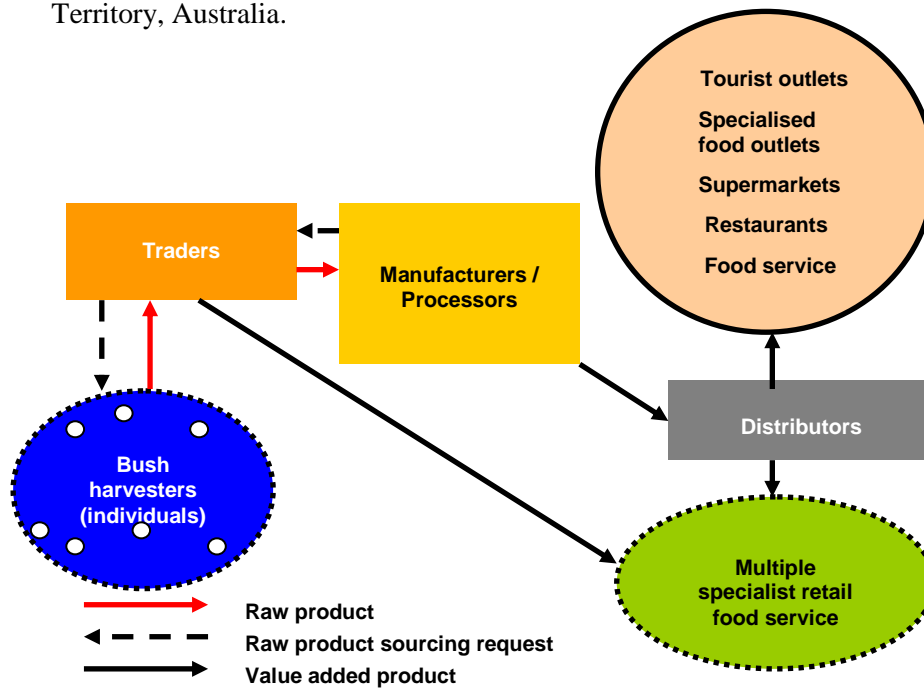 Territory, Australia.
Tourist outlets
Specialised
food outlets
Supermarkets
Restaurants
Food service
Traders
Manufacturers /
Processors
Distributors
Bush
harvesters
(individuals)
Multiple
specialist retail
food service
Raw product
Raw product sourcing request
Value added product